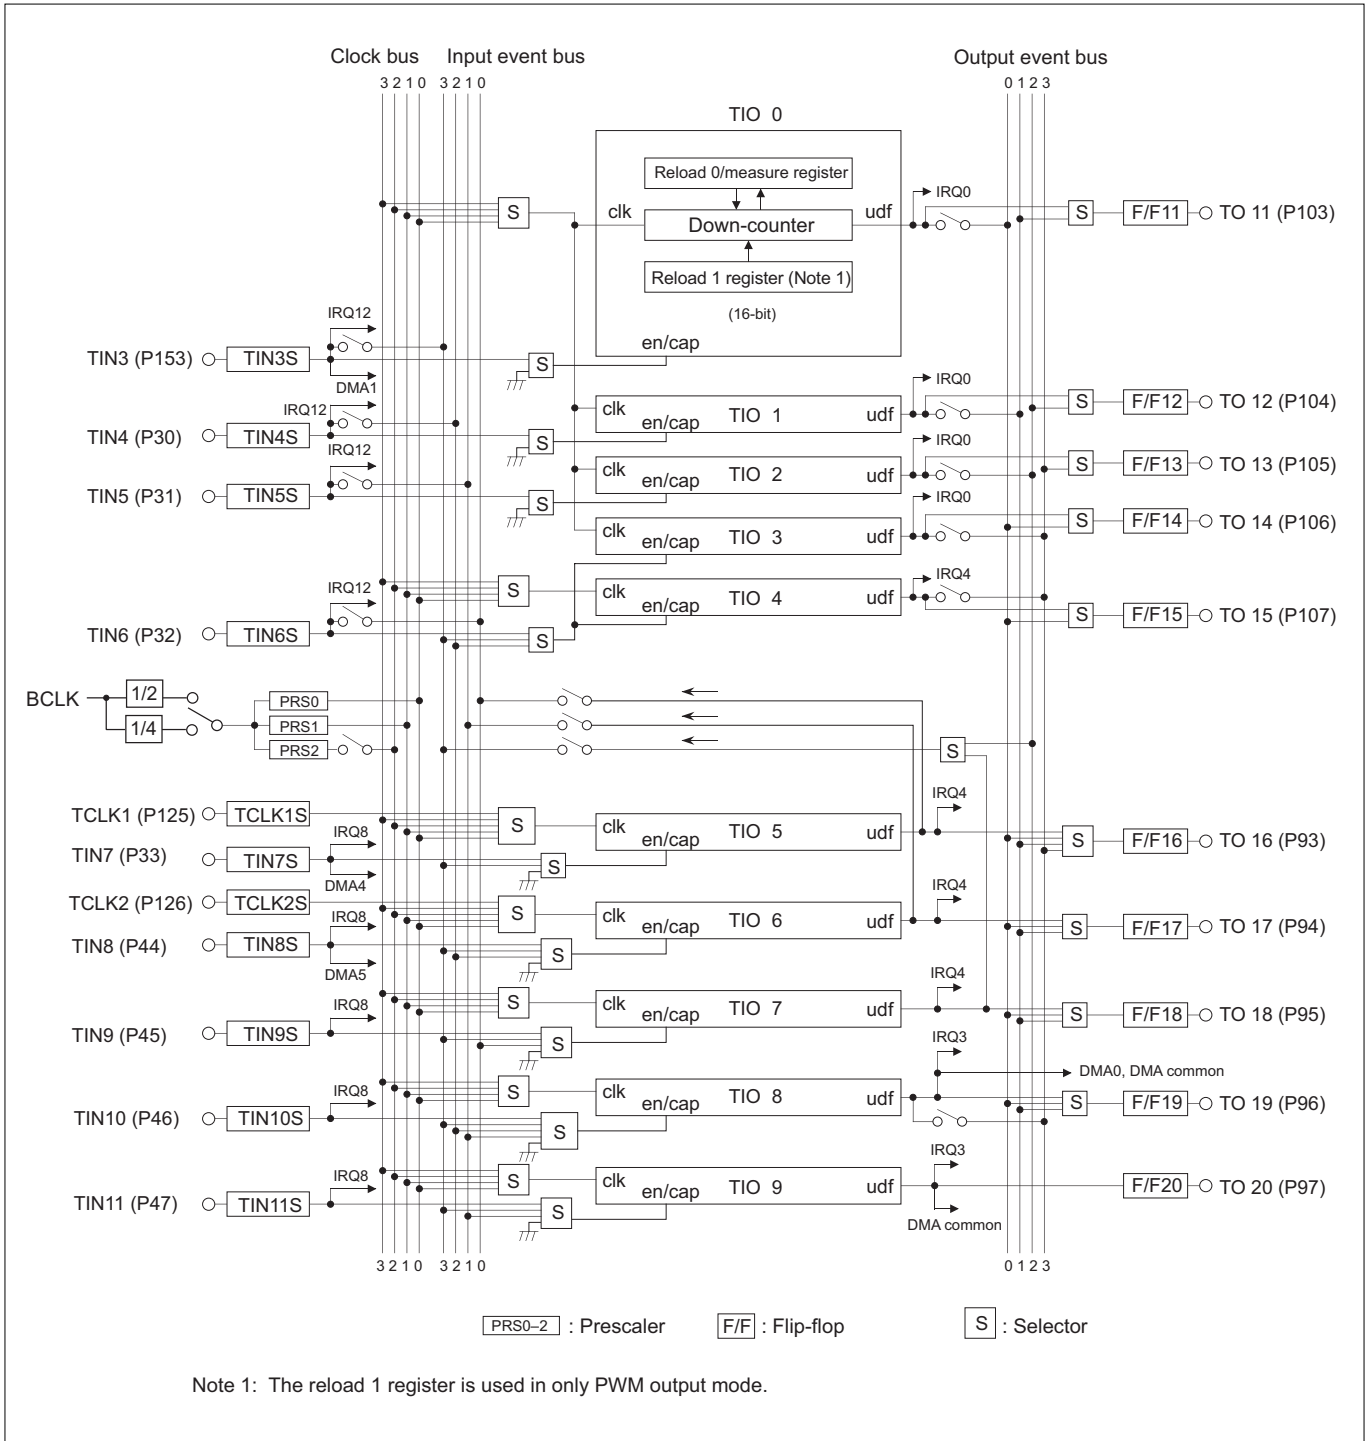 Clock bus
Input event bus
Output event bus
3 2 1 0
3 2 1 0
0 1 2 3
TIO 0
Reload 0/measure register
clk
Down-counter
udf
Reload 1 register (Note 1)
(16-bit)
en/cap
S
IRQ0
S
F/F11
TO 11 (P103)
IRQ12
TIN3 (P153)
TIN3S
DMA1
S
IRQ12
TIN4 (P30)
TIN4S
S
clk
en/cap
TIO 1
udf
IRQ0
S
F/F12
TO 12 (P104)
IRQ12
TIN5 (P31)
TIN5S
S
clk
en/cap
TIO 2
udf
IRQ0
S
F/F13
TO 13 (P105)
clk
en/cap
TIO 3
udf
IRQ0
S
F/F14
TO 14 (P106)
IRQ12
TIN6 (P32)
TIN6S
S
S
clk
en/cap
TIO 4
udf
IRQ4
S
F/F15
TO 15 (P107)
BCLK
1/2
1/4
PRS0
PRS1
PRS2
S
TCLK1 (P125)
TCLK1S
S
clk
en/cap
TIO 5
udf
IRQ4
S
F/F16
TO 16 (P93)
TIN7 (P33)
TIN7S
IRQ8
DMA4
S
TCLK2 (P126)
TCLK2S
S
clk
en/cap
TIO 6
udf
IRQ4
S
F/F17
TO 17 (P94)
TIN8 (P44)
TIN8S
IRQ8
DMA5
S
TIN9 (P45)
TIN9S
IRQ8
S
S
clk
en/cap
TIO 7
udf
IRQ4
S
F/F18
TO 18 (P95)
TIN10 (P46)
TIN10S
IRQ8
S
S
clk
en/cap
TIO 8
udf
IRQ3
DMA0, DMA common
S
F/F19
TO 19 (P96)
TIN11 (P47)
TIN11S
IRQ8
S
S
clk
en/cap
TIO 9
udf
IRQ3
DMA common
F/F20
TO 20 (P97)
3 2 1 0
3 2 1 0
0 1 2 3
PRS0–2 : Prescaler
F/F : Flip-flop
S : Selector
Note 1: The reload 1 register is used in only PWM output mode.